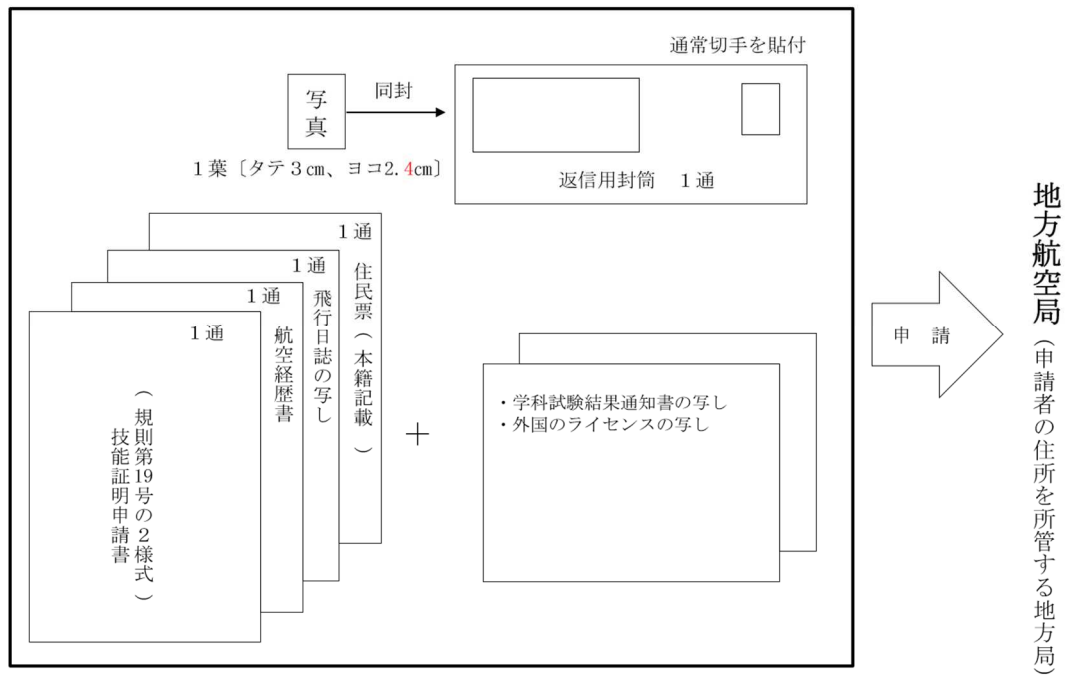 通常切手を貼付
写真
同封
1葉〔タテ3cm、ヨコ2.4cm〕
返信用封筒　1通
1通
住民票（本籍記載）
1通
飛行日誌の写し
1通
航空経歴書
1通
（規則第19号の2様式）
技能証明申請書
＋
・学科試験結果通知書の写し
・外国のライセンスの写し
申　請
地方航空局（申請者の住所を所管する地方局）